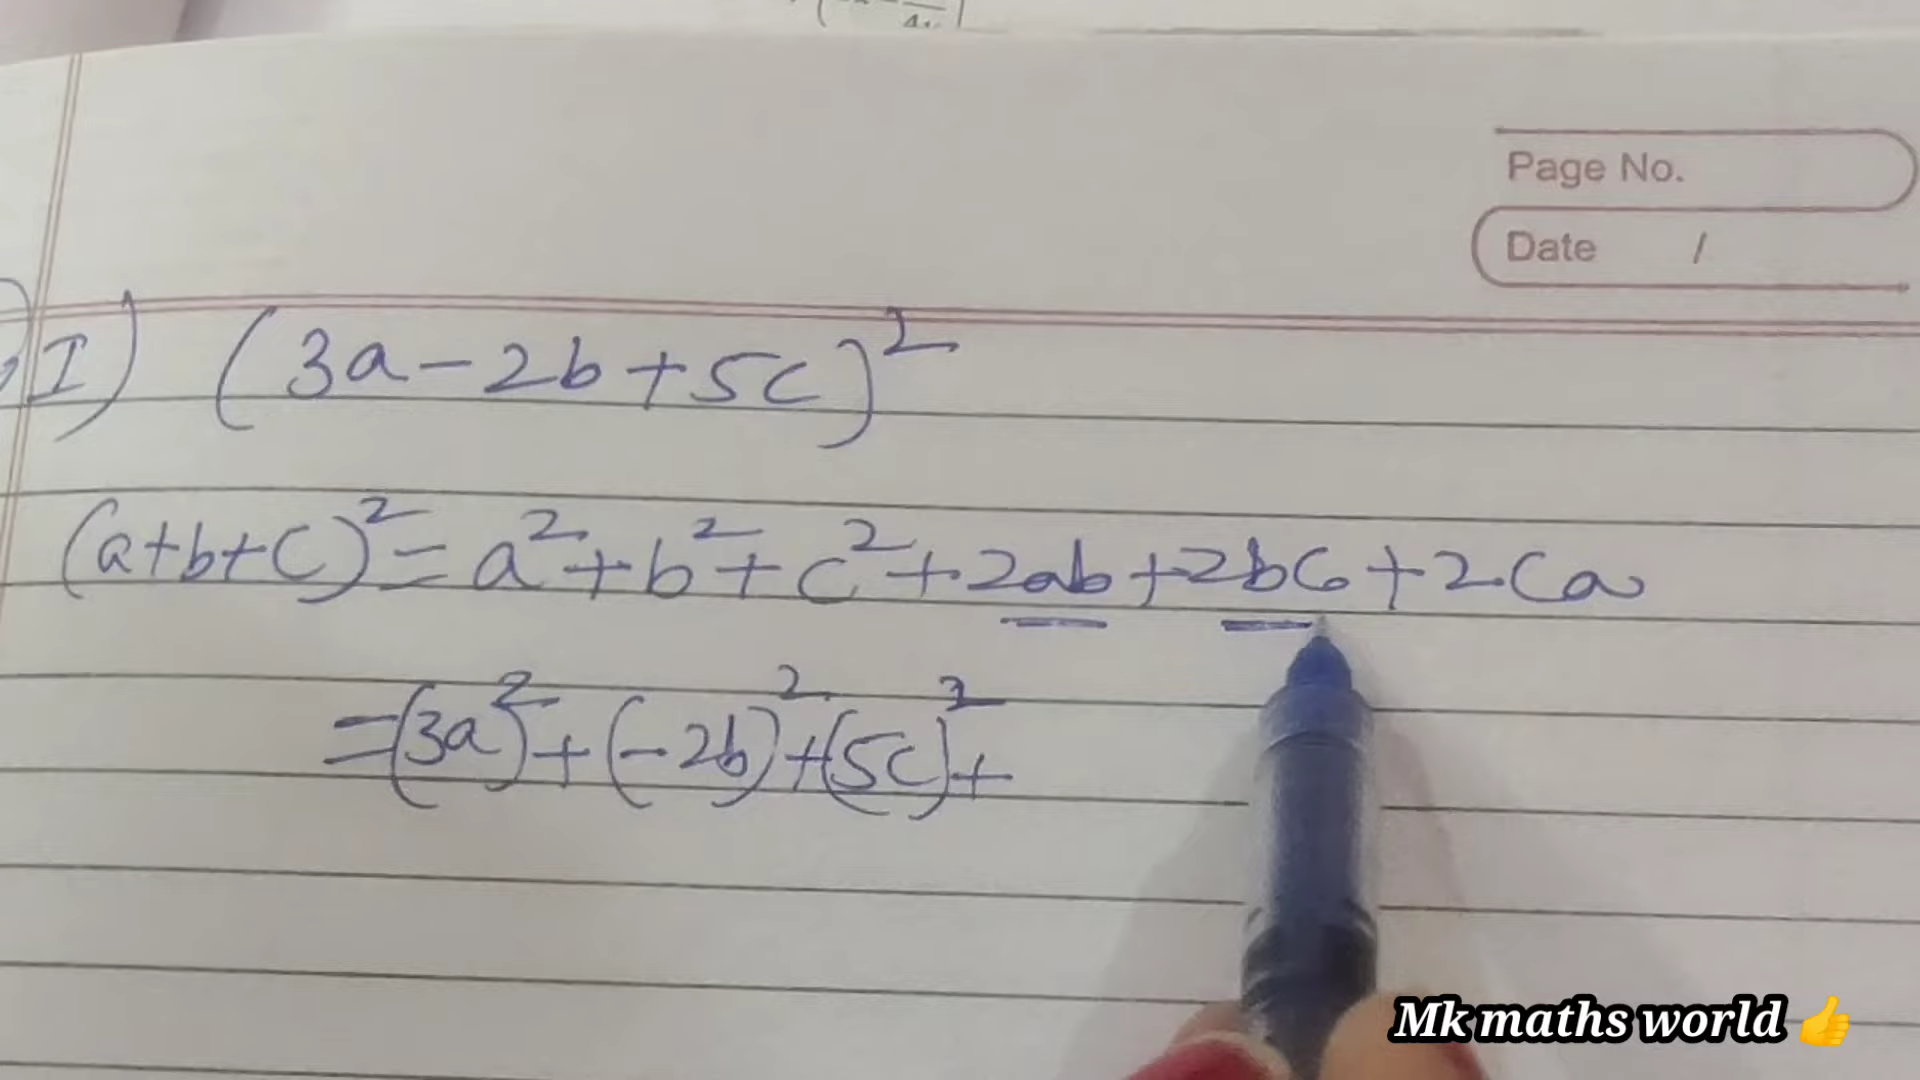 Page No.
Date /
I) (3a-2b+5c)²
(a+b+c)²=a²+b²+c²+2ab+2bc+2ca
=(3a)²+(-2b)²+(5c)²+
Mk maths world 👍